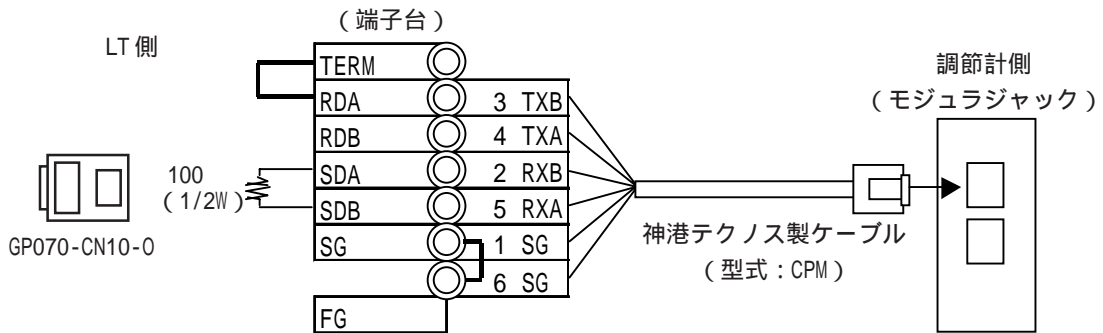 （端子台）
LT側
TERM
RDA
3 TXB
RDB
4 TXA
SDA
2 RXB
SDB
5 RXA
SG
1 SG
6 SG
FG
100
（1/2W）
GP070-CN10-O
神港テクノス製ケーブル
（型式：CPM）
調節計側
（モジュラジャック）